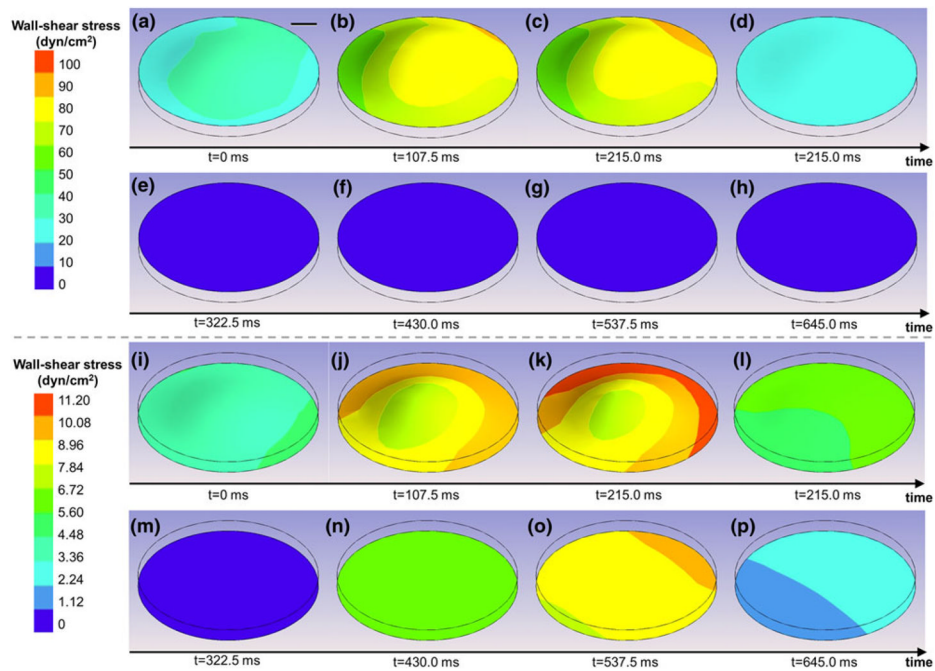 Wall-shear stress
(dyn/cm²)
100
90
80
70
60
50
40
30
20
10
0
(a) (b) (c) (d)
t=0 ms t=107.5 ms t=215.0 ms t=215.0 ms time
(e) (f) (g) (h)
t=322.5 ms t=430.0 ms t=537.5 ms t=645.0 ms time
Wall-shear stress
(dyn/cm²)
11.20
10.08
8.96
7.84
6.72
5.60
4.48
3.36
2.24
1.12
0
(i) (j) (k) (l)
t=0 ms t=107.5 ms t=215.0 ms t=215.0 ms time
(m) (n) (o) (p)
t=322.5 ms t=430.0 ms t=537.5 ms t=645.0 ms time